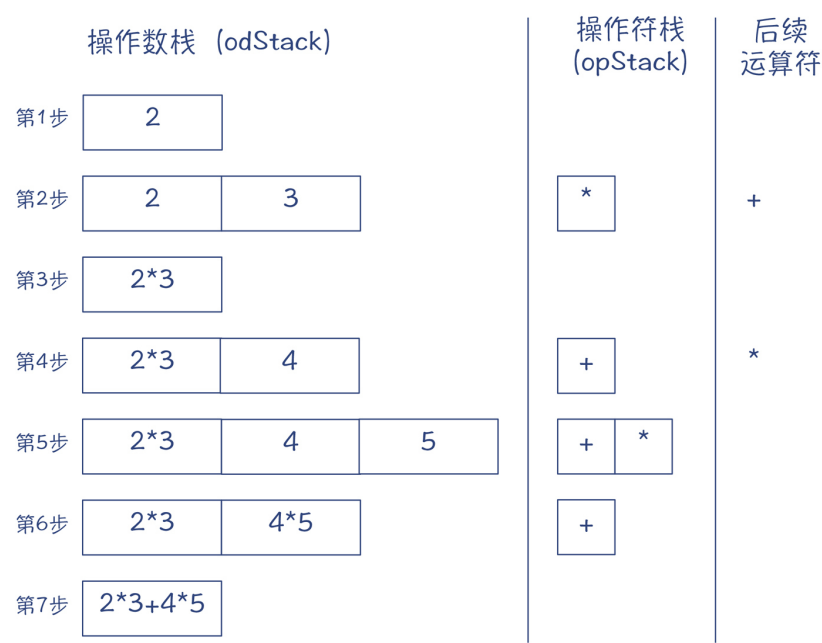 操作数栈 (odStack)
操作符栈
(opStack)
后续
运算符
第1步 2
第2步 2 3 * +
第3步 2*3
第4步 2*3 4 + *
第5步 2*3 4 5 + *
第6步 2*3 4*5 +
第7步 2*3+4*5